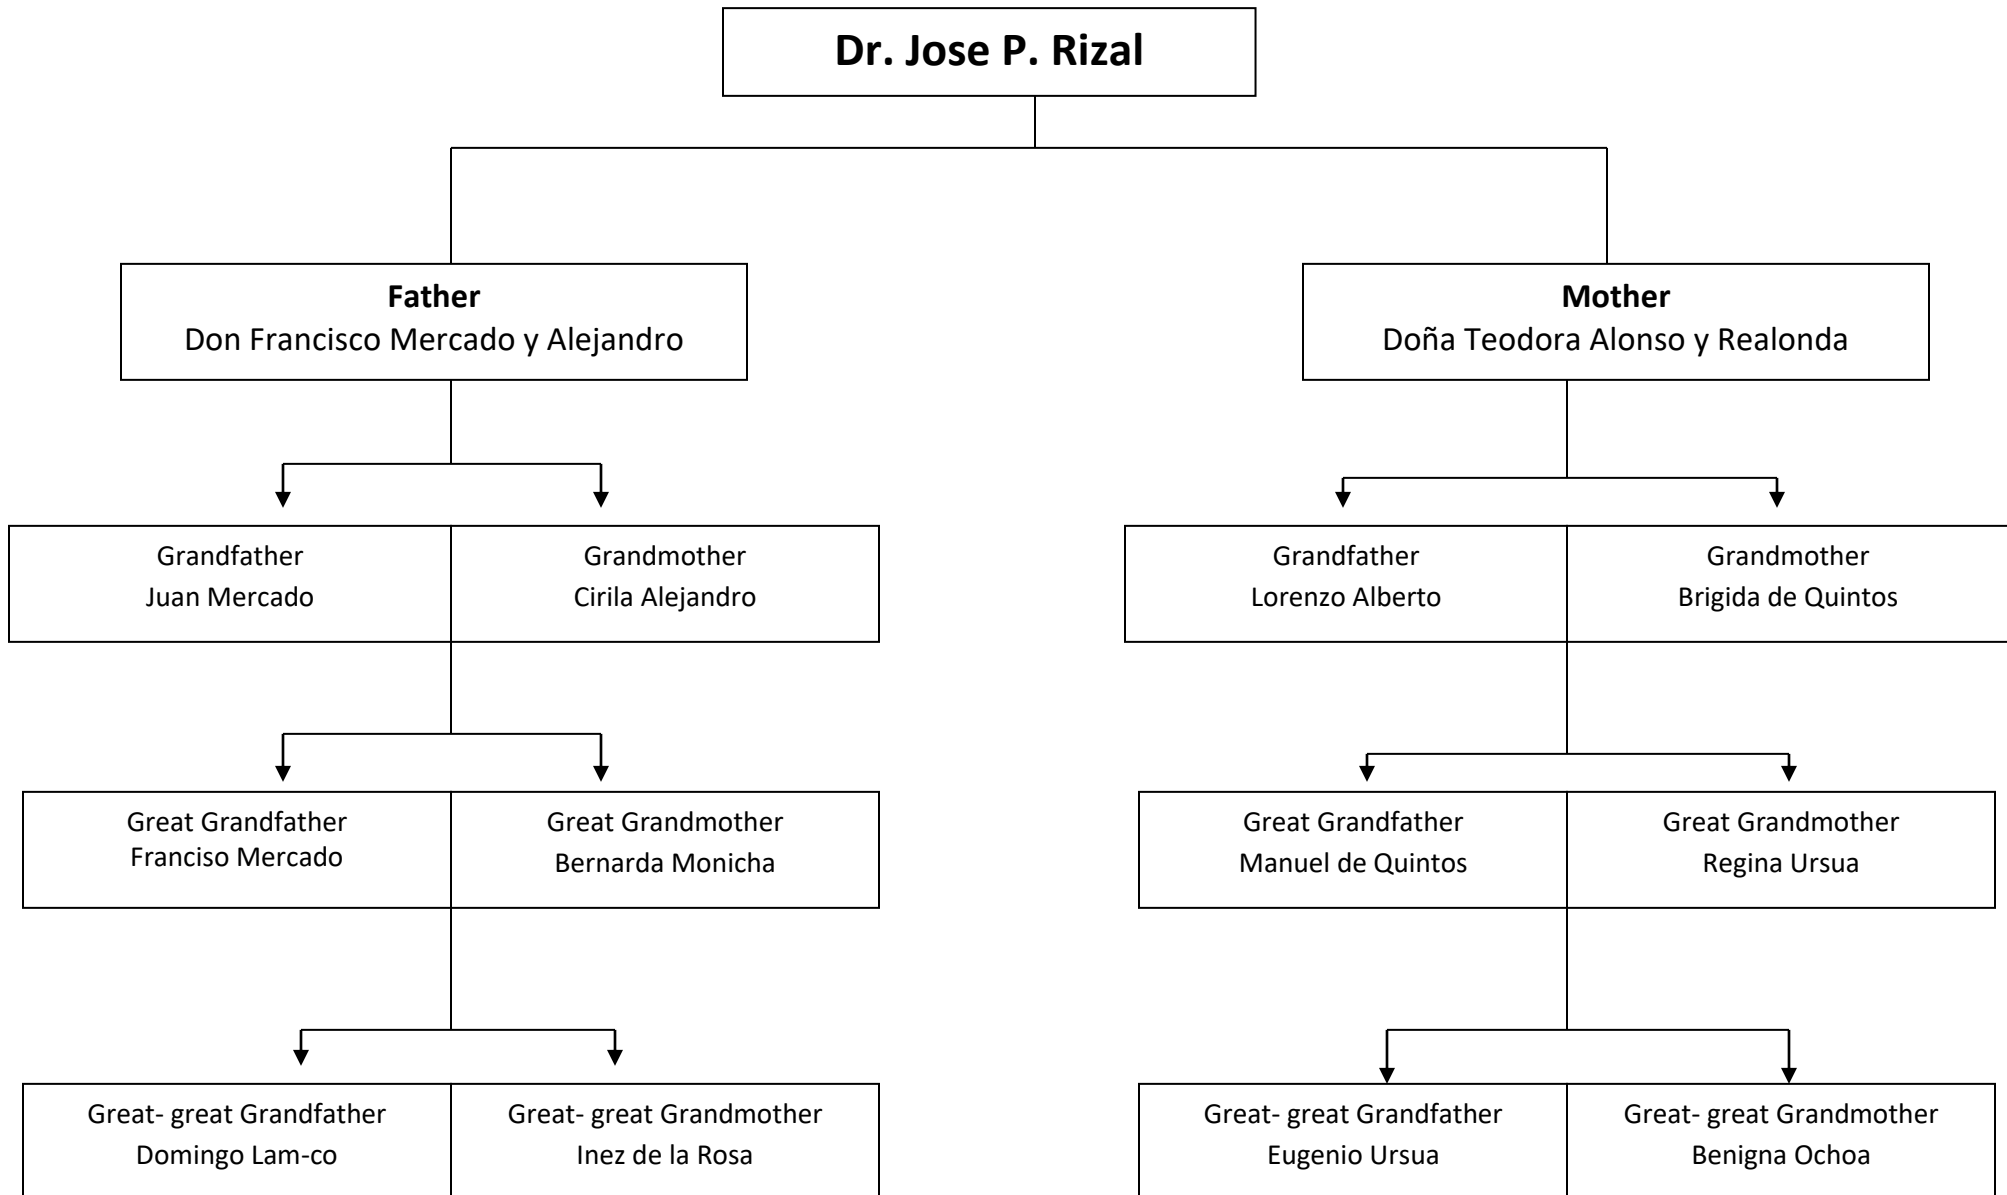 Dr. Jose P. Rizal
Father
Don Francisco Mercado y Alejandro
Mother
Doña Teodora Alonso y Realonda
Grandfather
Juan Mercado
Grandmother
Cirila Alejandro
Grandfather
Lorenzo Alberto
Grandmother
Brigida de Quintos
Great Grandfather
Franciso Mercado
Great Grandmother
Bernarda Monicha
Great Grandfather
Manuel de Quintos
Great Grandmother
Regina Ursua
Great- great Grandfather
Domingo Lam-co
Great- great Grandmother
Inez de la Rosa
Great- great Grandfather
Eugenio Ursua
Great- great Grandmother
Benigna Ochoa